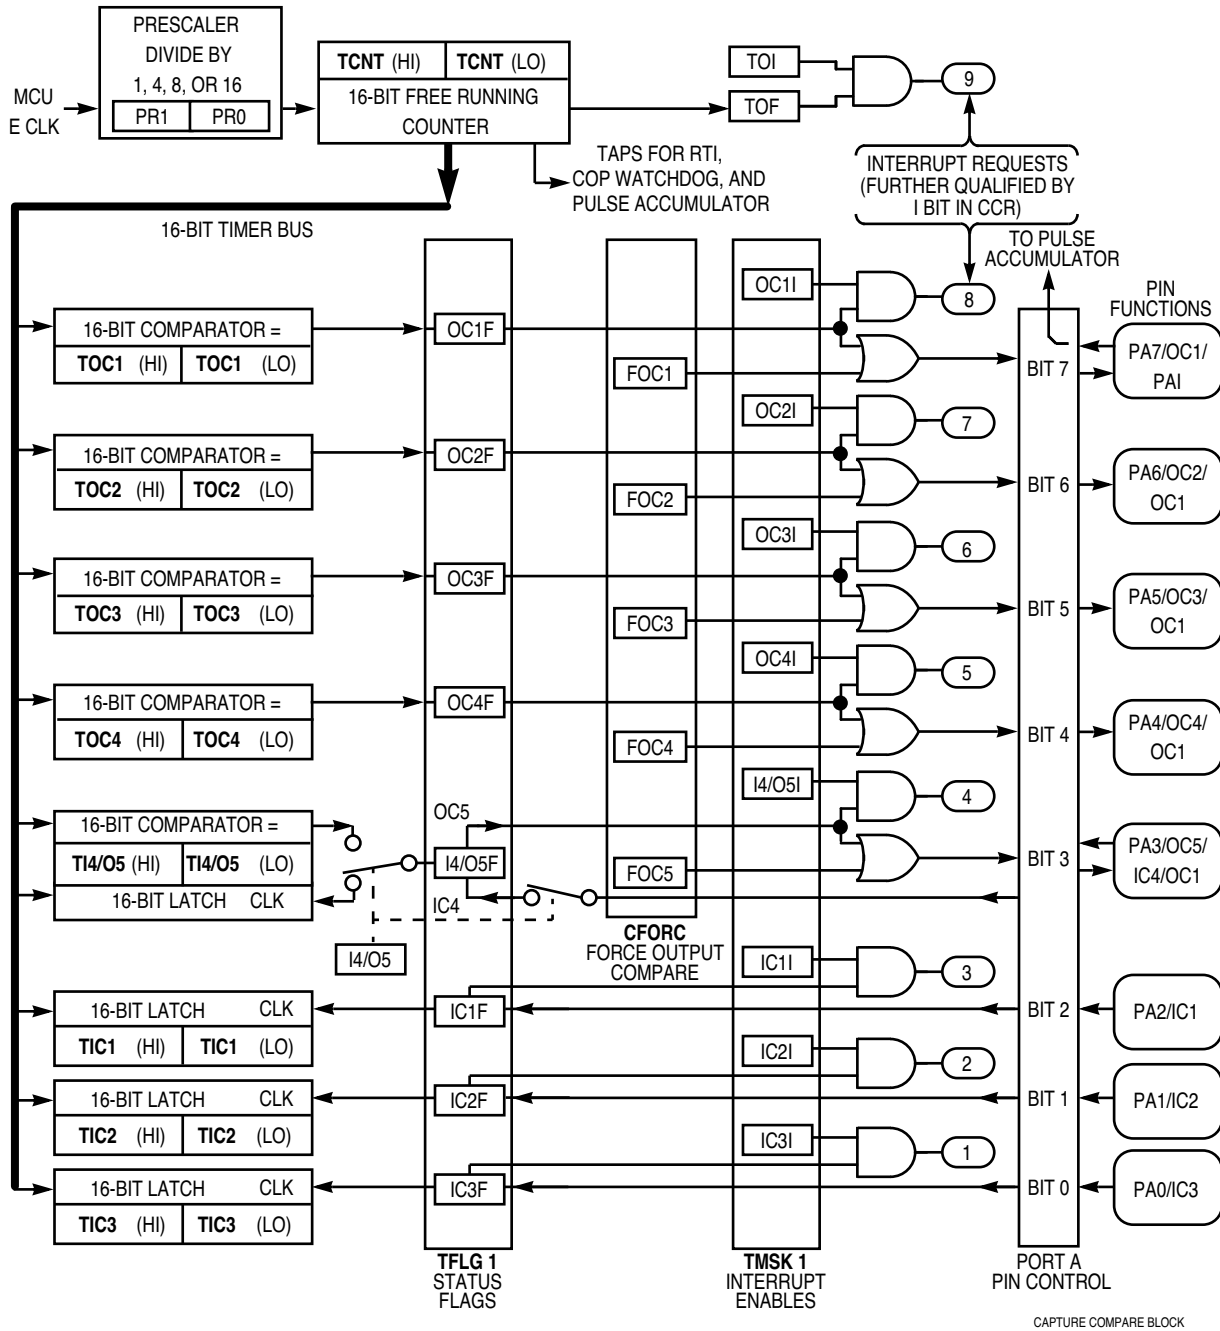 PRESCALER
DIVIDE BY
1, 4, 8, OR 16
PR1 PR0
MCU
E CLK
TCNT (HI) TCNT (LO)
16-BIT FREE RUNNING
COUNTER
TOI
TOF
9
TAPS FOR RTI,
COP WATCHDOG, AND
PULSE ACCUMULATOR
INTERRUPT REQUESTS
(FURTHER QUALIFIED BY
I BIT IN CCR)
16-BIT TIMER BUS
TO PULSE
ACCUMULATOR
PIN
FUNCTIONS
OC1I
8
16-BIT COMPARATOR =
TOC1 (HI) TOC1 (LO)
OC1F
FOC1
BIT 7
PA7/OC1/
PAI
OC2I
7
16-BIT COMPARATOR =
TOC2 (HI) TOC2 (LO)
OC2F
FOC2
BIT 6
PA6/OC2/
OC1
OC3I
6
16-BIT COMPARATOR =
TOC3 (HI) TOC3 (LO)
OC3F
FOC3
BIT 5
PA5/OC3/
OC1
OC4I
5
16-BIT COMPARATOR =
TOC4 (HI) TOC4 (LO)
OC4F
FOC4
BIT 4
PA4/OC4/
OC1
I4/O5I
4
16-BIT COMPARATOR =
TI4/O5 (HI) TI4/O5 (LO)
16-BIT LATCH CLK
OC5
I4/O5F
IC4
I4/O5
FOC5
BIT 3
PA3/OC5/
IC4/OC1
CFORC
FORCE OUTPUT
COMPARE
IC1I
3
16-BIT LATCH CLK
TIC1 (HI) TIC1 (LO)
IC1F
BIT 2
PA2/IC1
IC2I
2
16-BIT LATCH CLK
TIC2 (HI) TIC2 (LO)
IC2F
BIT 1
PA1/IC2
IC3I
1
16-BIT LATCH CLK
TIC3 (HI) TIC3 (LO)
IC3F
BIT 0
PA0/IC3
TFLG 1
STATUS
FLAGS
TMSK 1
INTERRUPT
ENABLES
PORT A
PIN CONTROL
CAPTURE COMPARE BLOCK